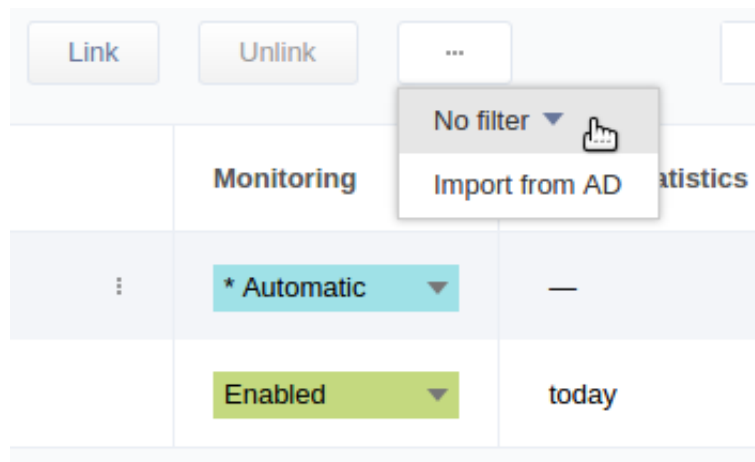 Link Unlink ...
No filter
Import from AD
Monitoring atistics
* Automatic —
Enabled today